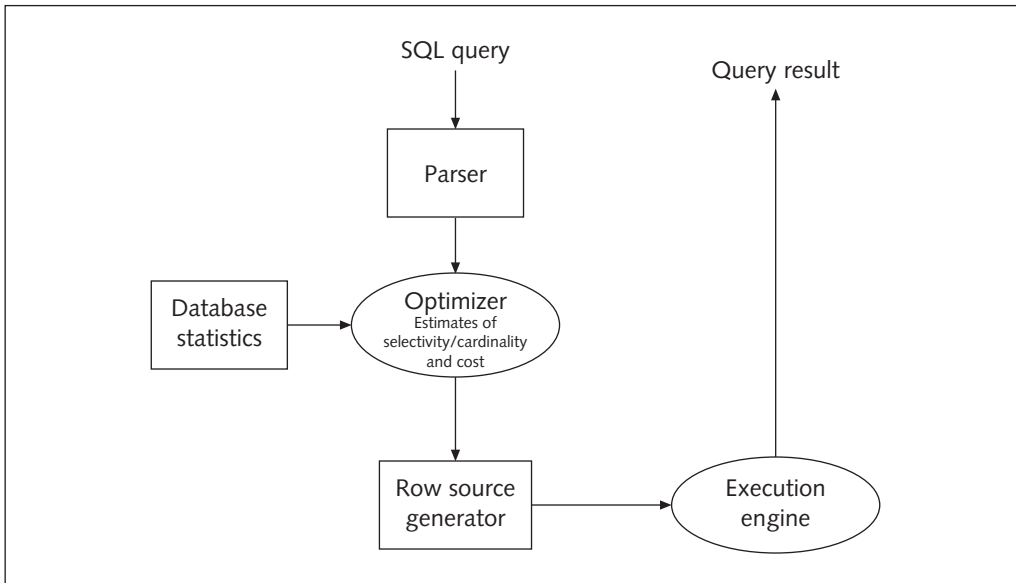 SQL query
Query result
Parser
Database
statistics
Optimizer
Estimates of
selectivity/cardinality
and cost
Row source
generator
Execution
engine